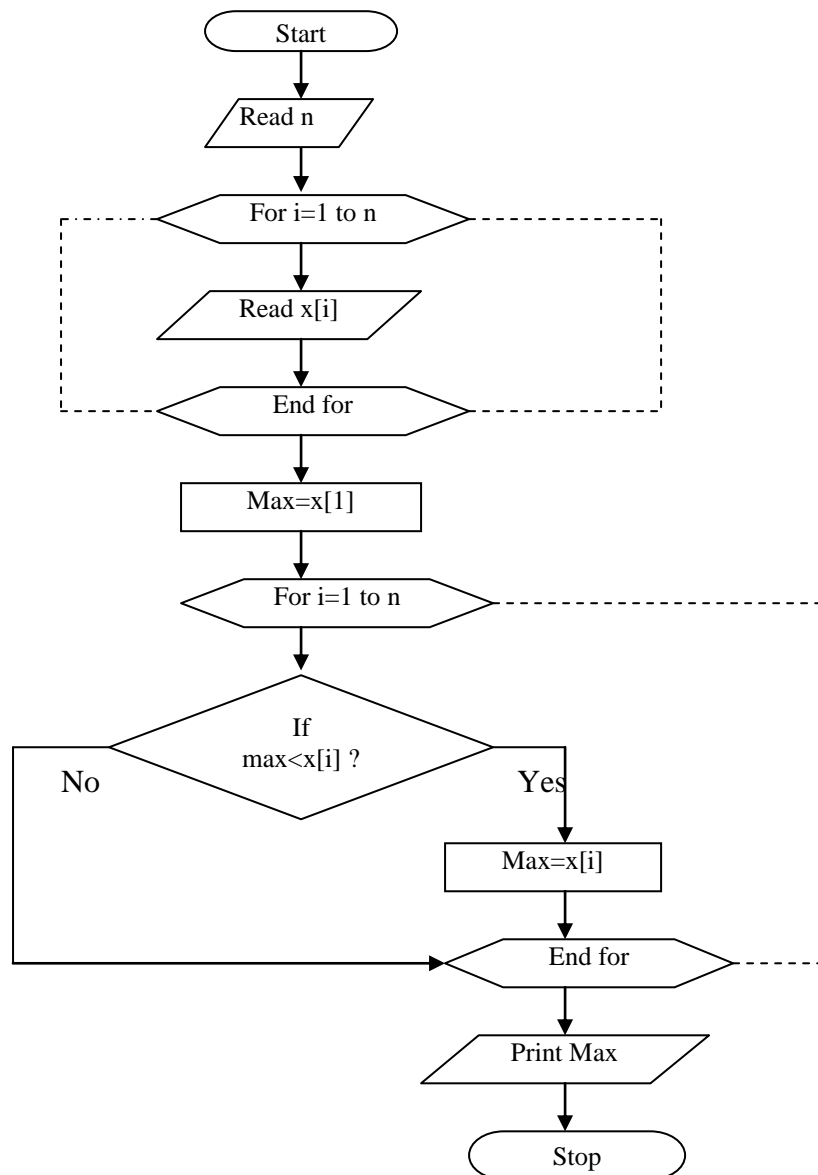 Start
Read n
For i=1 to n
Read x[i]
End for
Max=x[1]
For i=1 to n
If
max<x[i] ?
No
Yes
Max=x[i]
End for
Print Max
Stop